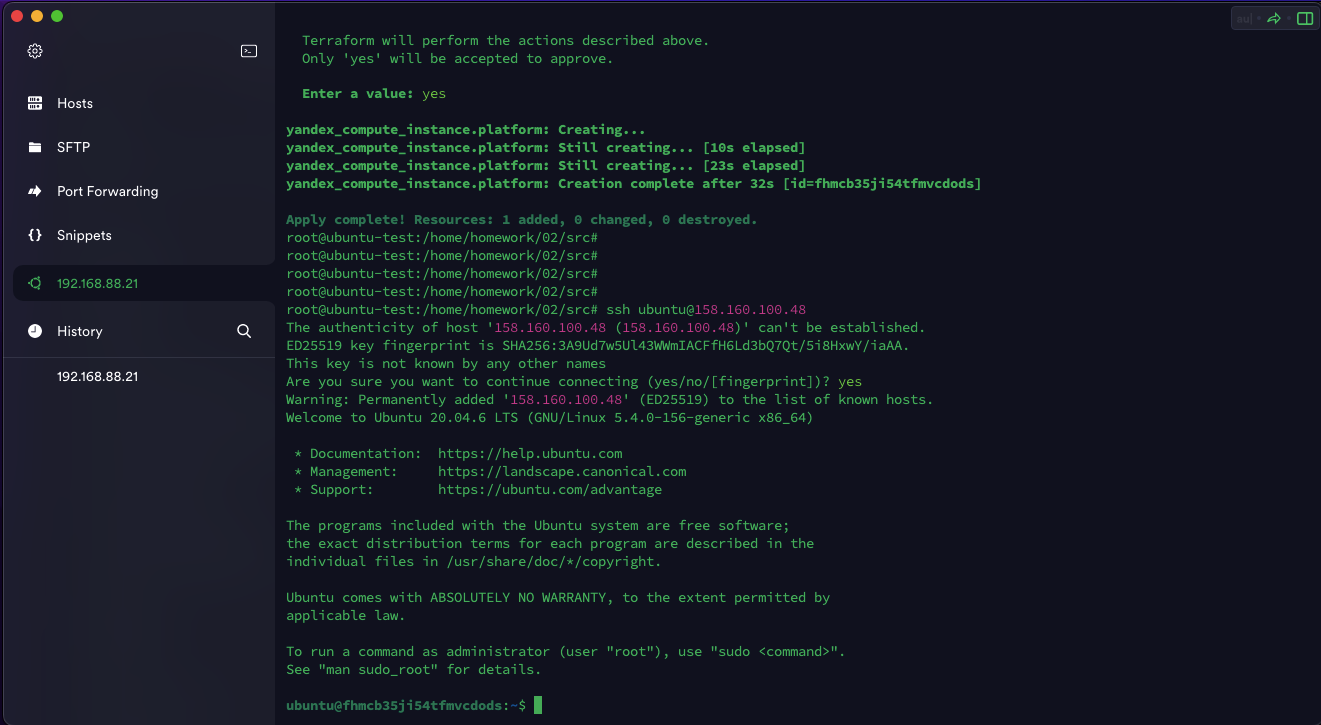 Hosts
SFTP
Port Forwarding
Snippets
192.168.88.21
History
192.168.88.21
Terraform will perform the actions described above.
Only 'yes' will be accepted to approve.
Enter a value: yes
yandex_compute_instance.platform: Creating...
yandex_compute_instance.platform: Still creating... [10s elapsed]
yandex_compute_instance.platform: Still creating... [23s elapsed]
yandex_compute_instance.platform: Creation complete after 32s [id=fhmcb35ji54tfmvcdods]
Apply complete! Resources: 1 added, 0 changed, 0 destroyed.
root@ubuntu-test:/home/homework/02/src#
root@ubuntu-test:/home/homework/02/src#
root@ubuntu-test:/home/homework/02/src#
root@ubuntu-test:/home/homework/02/src#
root@ubuntu-test:/home/homework/02/src# ssh ubuntu@158.160.100.48
The authenticity of host '158.160.100.48 (158.160.100.48)' can't be established.
ED25519 key fingerprint is SHA256:3A9Ud7w5Ul43WWmIACFfH6Ld3bQ7Qt/5i8HxwY/iaAA.
This key is not known by any other names
Are you sure you want to continue connecting (yes/no/[fingerprint])? yes
Warning: Permanently added '158.160.100.48' (ED25519) to the list of known hosts.
Welcome to Ubuntu 20.04.6 LTS (GNU/Linux 5.4.0-156-generic x86_64)
* Documentation:  https://help.ubuntu.com
* Management:     https://landscape.canonical.com
* Support:        https://ubuntu.com/advantage
The programs included with the Ubuntu system are free software;
the exact distribution terms for each program are described in the
individual files in /usr/share/doc/*/copyright.
Ubuntu comes with ABSOLUTELY NO WARRANTY, to the extent permitted by
applicable law.
To run a command as administrator (user "root"), use "sudo <command>".
See "man sudo_root" for details.
ubuntu@fhmcb35ji54tfmvcdods:~$